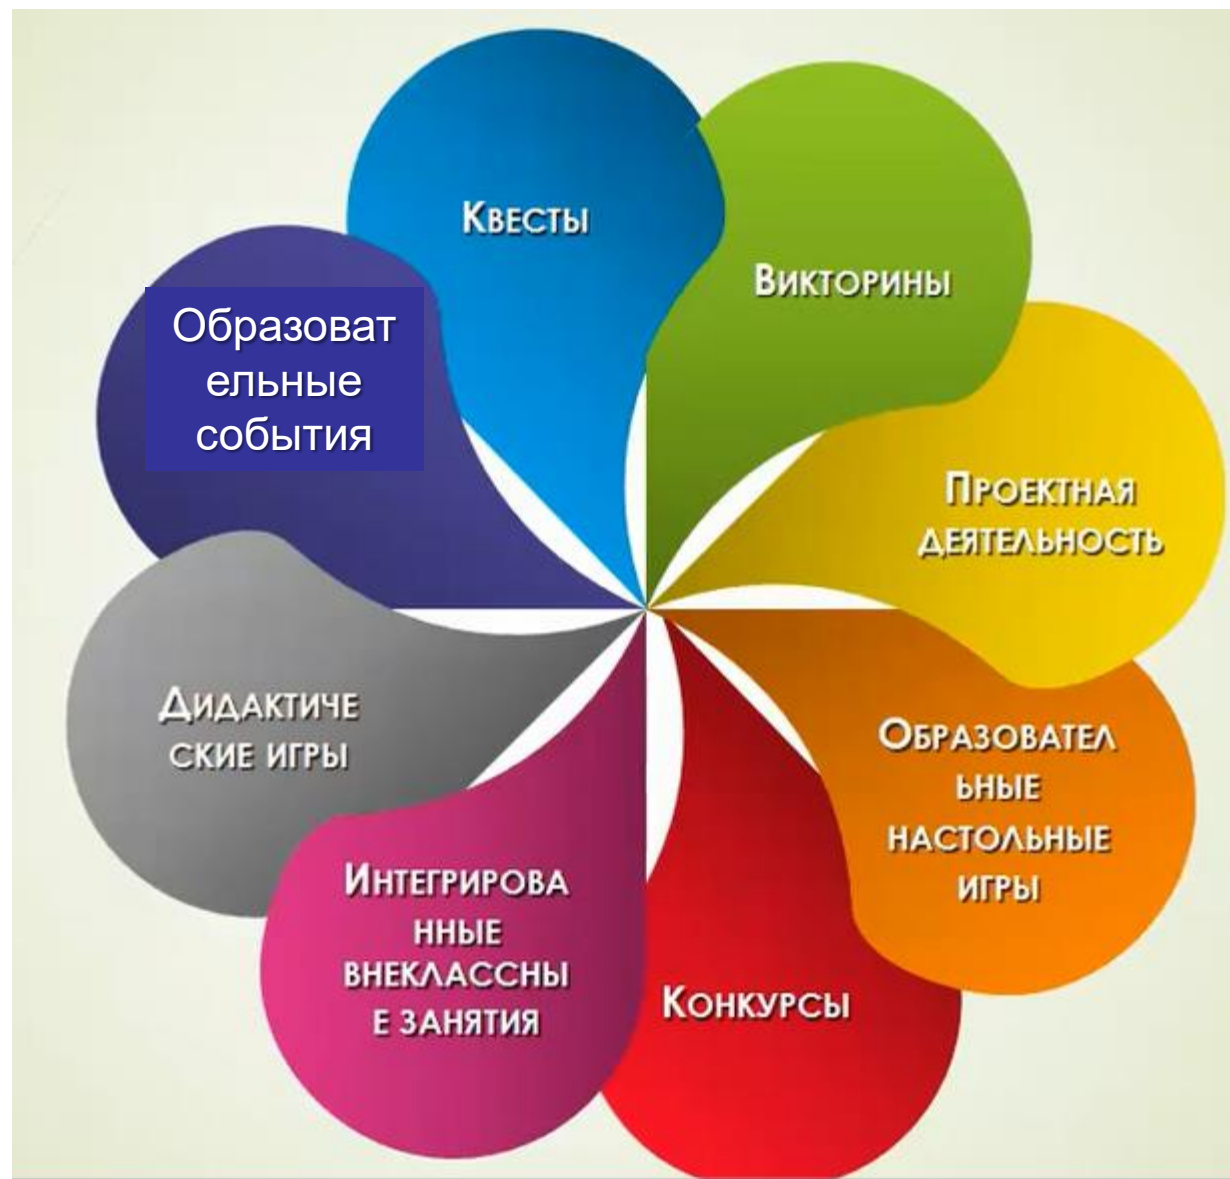 Квесты
Викторины
Проектная
деятельность
Образовател
ьные
настольные
игры
Конкурсы
Интегрирова
нные
внеклассны
е занятия
Дидактиче
ские игры
Образоват
ельные
события